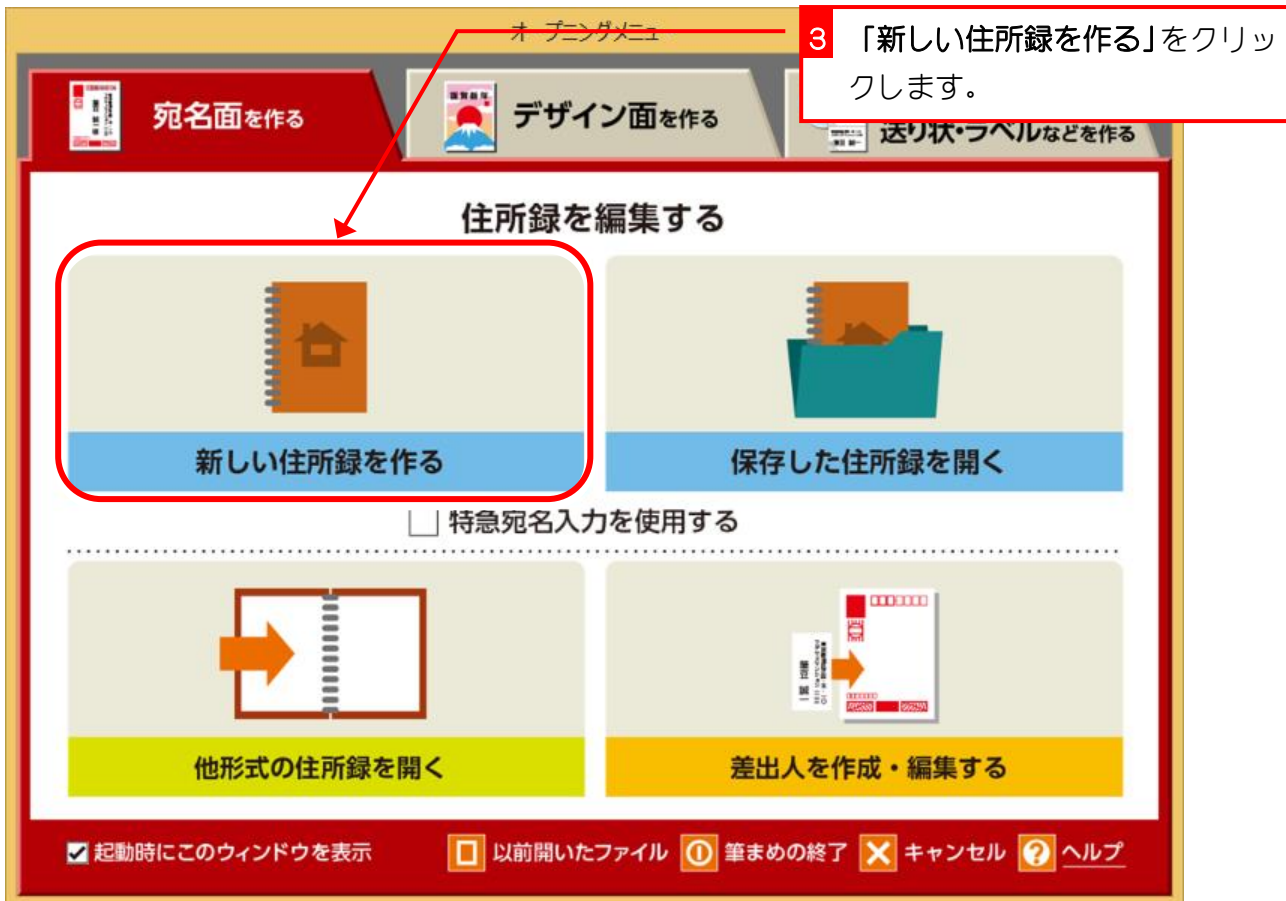 オープニングメニュー
3 「新しい住所録を作る」をクリッ
クします。
宛名面を作る
デザイン面を作る
送り状・ラベルなどを作る
住所録を編集する
新しい住所録を作る
保存した住所録を開く
特急宛名入力を使用する
他形式の住所録を開く
差出人を作成・編集する
起動時にこのウィンドウを表示
以前開いたファイル
筆まめの終了
キャンセル
ヘルプ